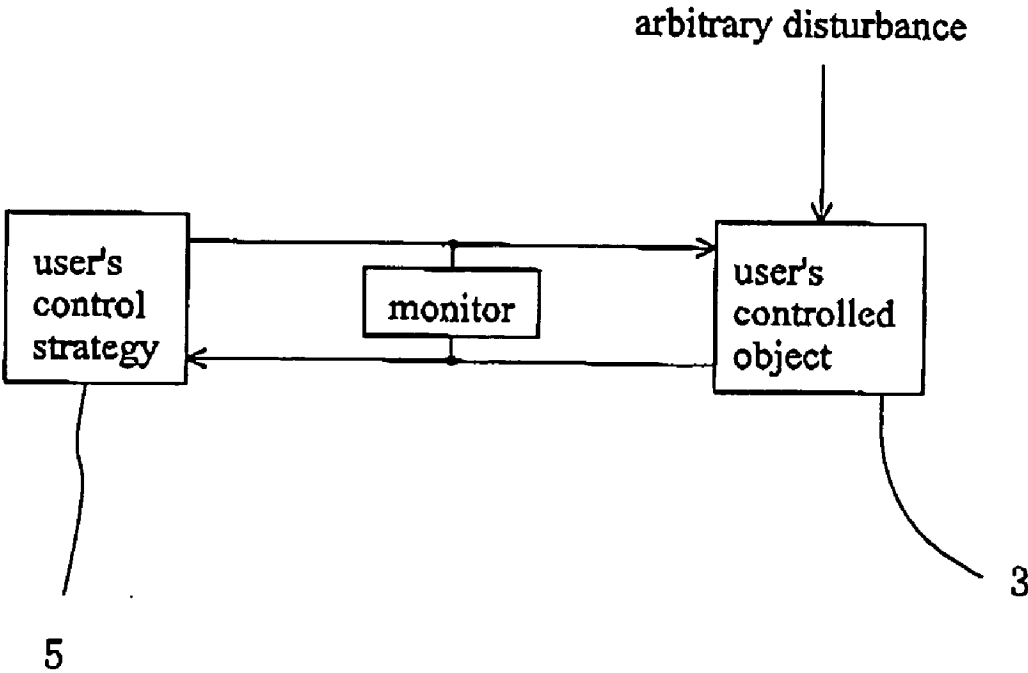 arbitrary disturbance
user's
control
strategy
monitor
user's
controlled
object
3
5